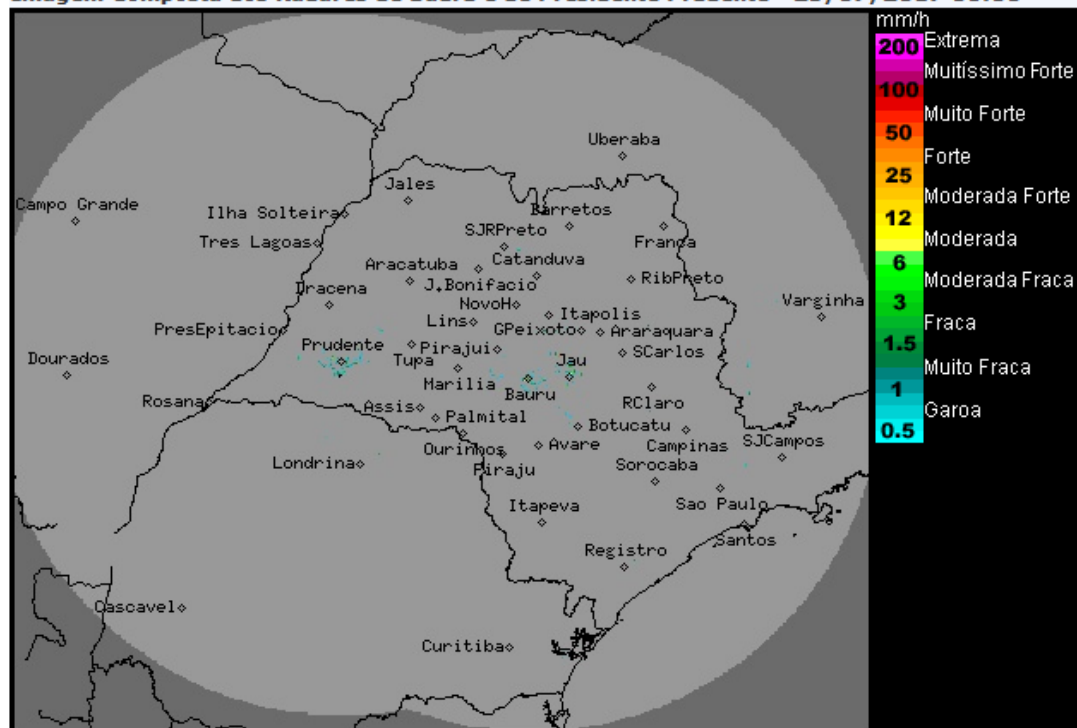 mm/h
200 Extrema
Muitíssimo Forte
100
Muito Forte
50
Forte
25
Moderada Forte
12
Moderada
6
Moderada Fraca
3
Fraca
1.5
Muito Fraca
1
Garoa
0.5
Uberaba
Jales
Campo Grande
Ilha Solteira
Barretos
Tres Lagoas
SJRPreto
Franca
Aracatuba
Catanduva
J.Bonifacio
RibPreto
Dracena
NovoH
Varginha
Itapolis
Lins
PresEpitacio
GPeixoto
Araraquara
Prudente
Pirajui
Tupa
Jau
SCarlos
Dourados
Marilia
Bauru
Rosana
Assis
RClaro
Palmital
Botucatu
Ourinhos
Avare
Campinas
SJCampos
Londrina
Piraju
Sorocaba
Itapeva
Sao Paulo
Santos
Registro
Cascavel
Curitiba